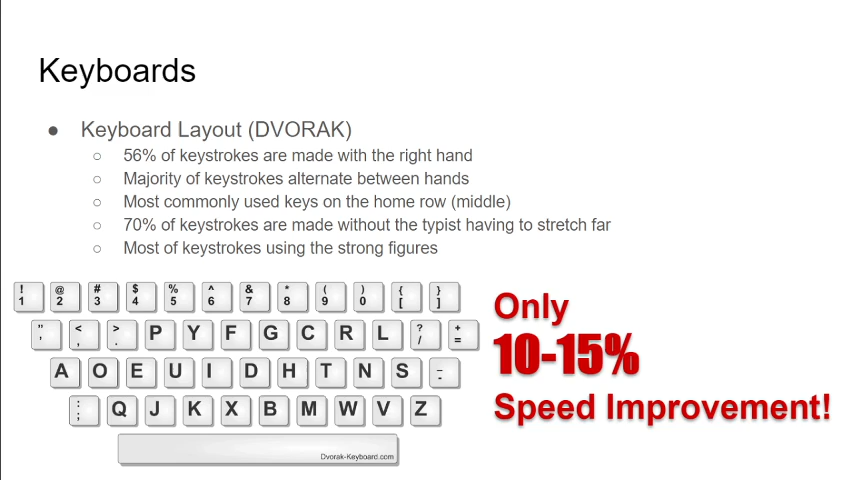 Keyboards
● Keyboard Layout (DVORAK)
○ 56% of keystrokes are made with the right hand
○ Majority of keystrokes alternate between hands
○ Most commonly used keys on the home row (middle)
○ 70% of keystrokes are made without the typist having to stretch far
○ Most of keystrokes using the strong figures
! @ # $ % ^ & * ( ) { }
1 2 3 4 5 6 7 8 9 0 [ ]
" < > P Y F G C R L ? +
' , . / =
A O E U I D H T N S _
-
: Q J K X B M W V Z
;
Dvorak-Keyboard.com
Only
10-15%
Speed Improvement!